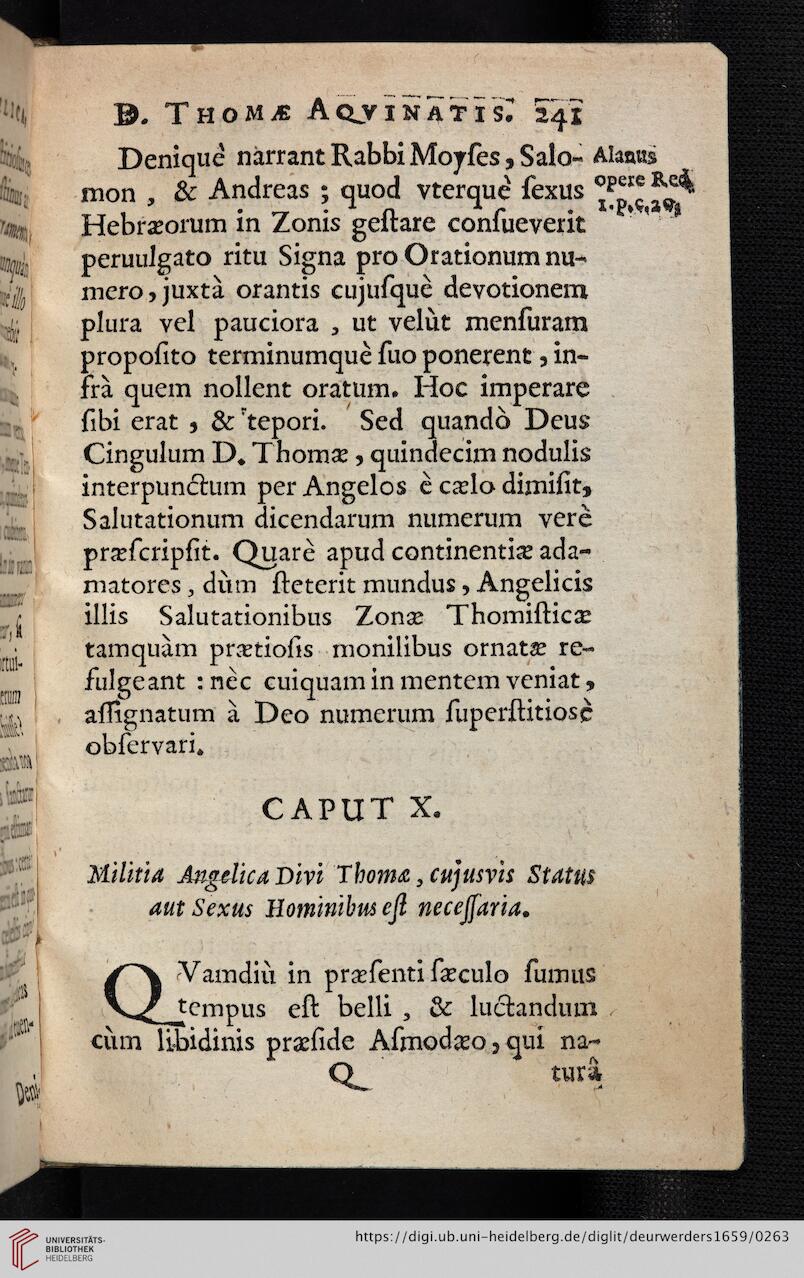 D. THOMÆ AQVINATIS. 241
Deniquè narrant Rabbi Moyſes, Salo-
mon, & Andreas ; quod vterquè ſexus
Hebræorum in Zonis geſtare conſueverit
peruulgato ritu Signa pro Orationum nu-
mero, juxtà orantis cujuſquè devotionem
plura vel pauciora , ut velùt menſuram
propoſito terminumquè ſuo ponerent, in-
frà quem nollent oratum. Hoc imperare
ſibi erat , & tepori. Sed quandò Deus
Cingulum D. Thomæ, quindecim nodulis
interpunctum per Angelos è cælo dimiſit,
Salutationum dicendarum numerum verè
præſcripſit. Quarè apud continentiæ ada-
matores, dùm ſteterit mundus, Angelicis
illis Salutationibus Zonæ Thomiſticæ
tamquàm prætioſis monilibus ornatæ re-
fulgeant : nèc cuiquam in mentem veniat,
aſſignatum à Deo numerum ſuperſtitiosè
obſervari.
Alanus
opere Red.
1.p.c.
CAPUT X.
Militia Angelica Divi Thomæ, cujusvis Status
aut Sexus Hominibus eſt neceſſaria.
QVamdiù in præſenti ſæculo ſumus
tempus eſt belli , & luctandum
cùm libidinis præſide Aſmodæo, qui na-
Q turâ
UNIVERSITÄTS-
BIBLIOTHEK
HEIDELBERG
https://digi.ub.uni-heidelberg.de/diglit/deurwerders1659/0263